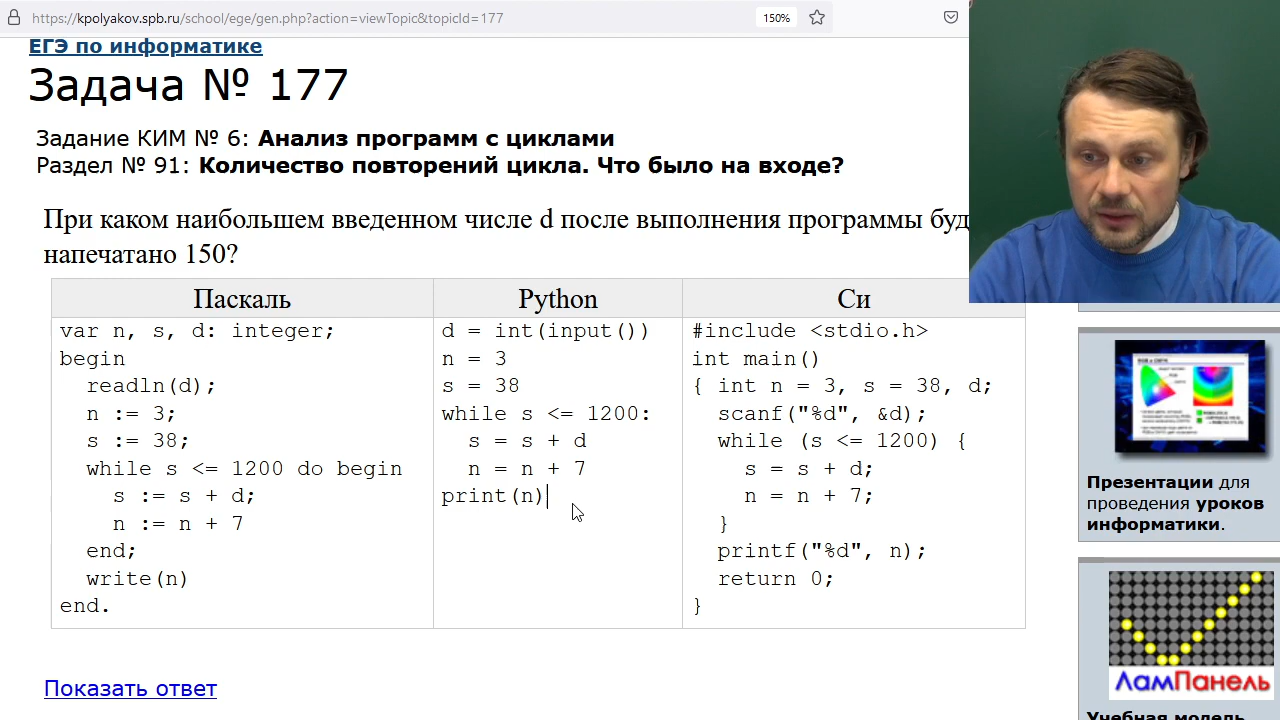 https://kpolyakov.spb.ru/school/ege/gen.php?action=viewTopic&topicId=177
150%
ЕГЭ по информатике
Задача № 177
Задание КИМ № 6: Анализ программ с циклами
Раздел № 91: Количество повторений цикла. Что было на входе?
При каком наибольшем введенном числе d после выполнения программы буд
напечатано 150?
Паскаль
var n, s, d: integer;
begin
readln(d);
n := 3;
s := 38;
while s <= 1200 do begin
s := s + d;
n := n + 7
end;
write(n)
end.
Python
d = int(input())
n = 3
s = 38
while s <= 1200:
s = s + d
n = n + 7
print(n)
Си
#include <stdio.h>
int main()
{ int n = 3, s = 38, d;
scanf("%d", &d);
while (s <= 1200) {
s = s + d;
n = n + 7;
}
printf("%d", n);
return 0;
}
Показать ответ
Презентации для
проведения уроков
информатики.
ЛамПанель
Учебная модель